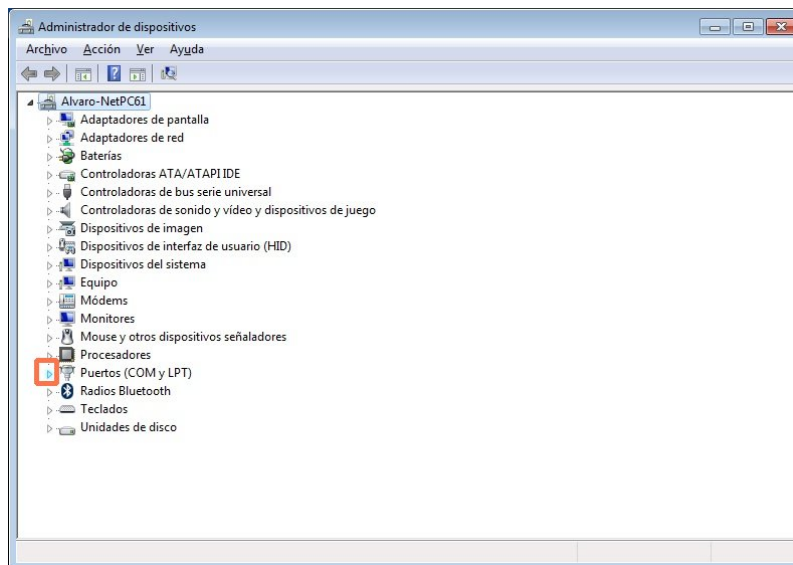 Administrador de dispositivos
Archivo Acción Ver Ayuda
Alvaro-NetPC61
Adaptadores de pantalla
Adaptadores de red
Baterías
Controladoras ATA/ATAPI IDE
Controladoras de bus serie universal
Controladoras de sonido y vídeo y dispositivos de juego
Dispositivos de imagen
Dispositivos de interfaz de usuario (HID)
Dispositivos del sistema
Equipo
Módems
Monitores
Mouse y otros dispositivos señaladores
Procesadores
Puertos (COM y LPT)
Radios Bluetooth
Teclados
Unidades de disco